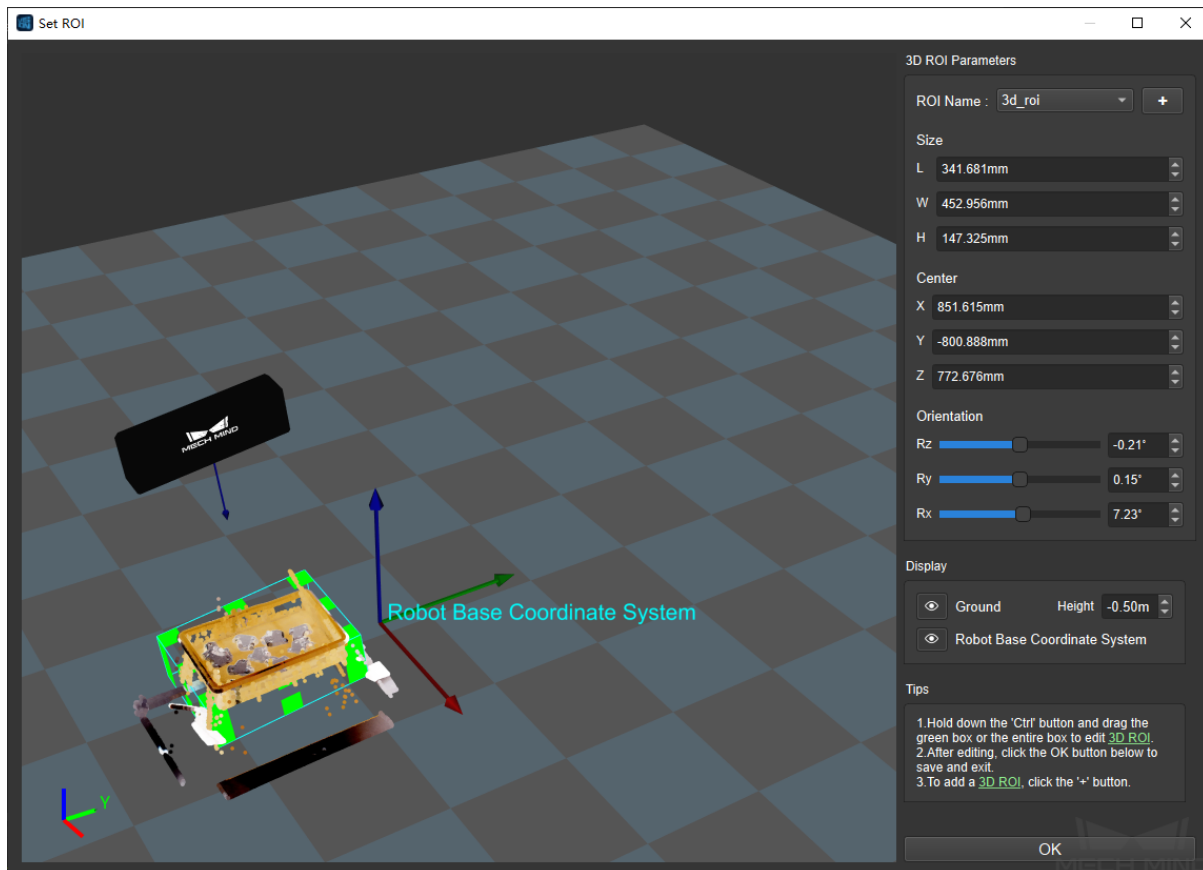 Set ROI
3D ROI Parameters
ROI Name : 3d_roi +
Size
L 341.681mm
W 452.956mm
H 147.325mm
Center
X 851.615mm
Y -800.888mm
Z 772.676mm
Orientation
Rz -0.21°
Ry 0.15°
Rx 7.23°
Display
Ground Height -0.50m
Robot Base Coordinate System
Tips
1.Hold down the 'Ctrl' button and drag the
green box or the entire box to edit 3D ROI.
2.After editing, click the OK button below to
save and exit.
3.To add a 3D ROI, click the '+' button.
OK
MECH MIND
MECH MIND
Robot Base Coordinate System
Y